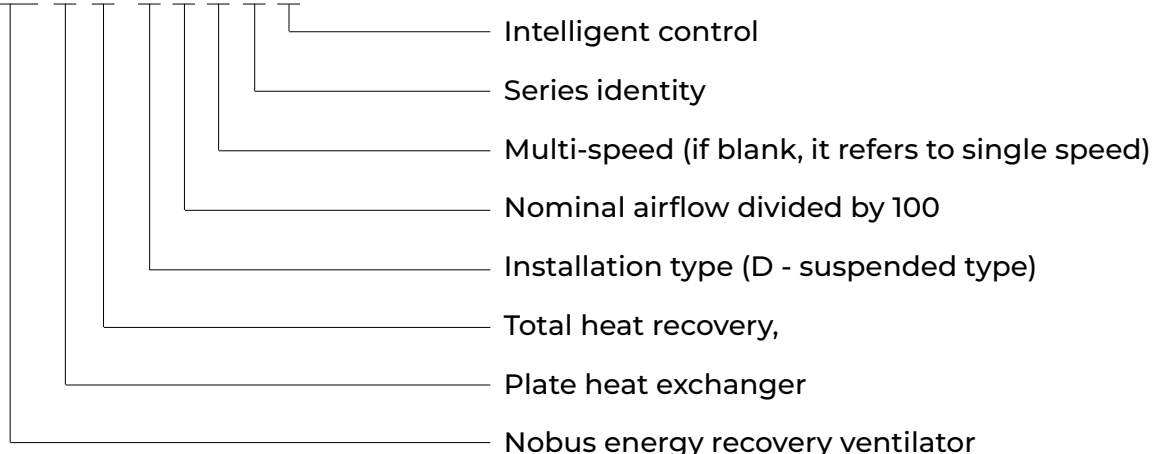 Intelligent control
Series identity
Multi-speed (if blank, it refers to single speed)
Nominal airflow divided by 100
Installation type (D - suspended type)
Total heat recovery,
Plate heat exchanger
Nobus energy recovery ventilator